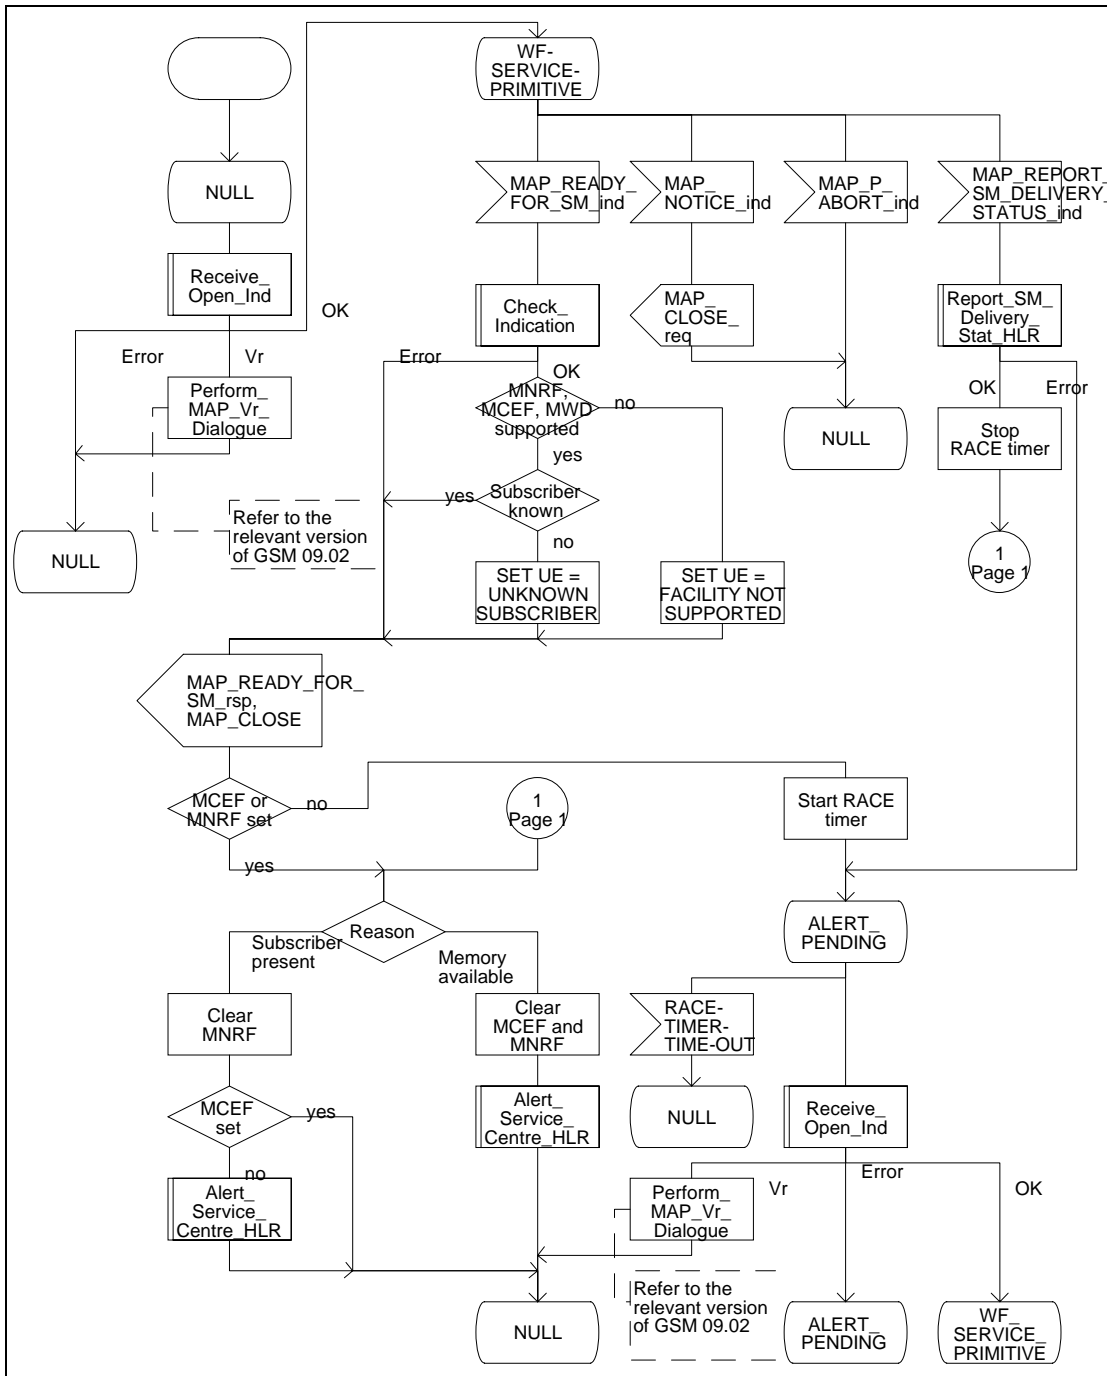 WF-
SERVICE-
PRIMITIVE
NULL
MAP_READY_
FOR_SM_ind
MAP_
NOTICE_ind
MAP_P_
ABORT_ind
MAP_REPORT_
SM_DELIVERY_
STATUS_ind
Receive_
Open_Ind
OK
Error
Vr
Check_
Indication
MAP_
CLOSE_
req
Report_SM_
Delivery_
Stat_HLR
Error
OK
OK
Error
Perform_
MAP_Vr_
Dialogue
MNRF,
MCEF, MWD
supported
no
yes
NULL
Stop
RACE timer
Subscriber
known
yes
no
Refer to the
relevant version
of GSM 09.02
NULL
1
Page 1
SET UE =
UNKNOWN
SUBSCRIBER
SET UE =
FACILITY NOT
SUPPORTED
MAP_READY_FOR_
SM_rsp,
MAP_CLOSE
MCEF or
MNRF set
no
yes
1
Page 1
Start RACE
timer
Reason
Subscriber
present
Memory
available
ALERT_
PENDING
Clear
MNRF
Clear
MCEF and
MNRF
RACE-
TIMER-
TIME-OUT
MCEF
set
yes
no
Alert_
Service_
Centre_HLR
NULL
Receive_
Open_Ind
Error
Vr
OK
Alert_
Service_
Centre_HLR
Perform_
MAP_Vr_
Dialogue
Refer to the
relevant version
of GSM 09.02
NULL
ALERT_
PENDING
WF_
SERVICE_
PRIMITIVE